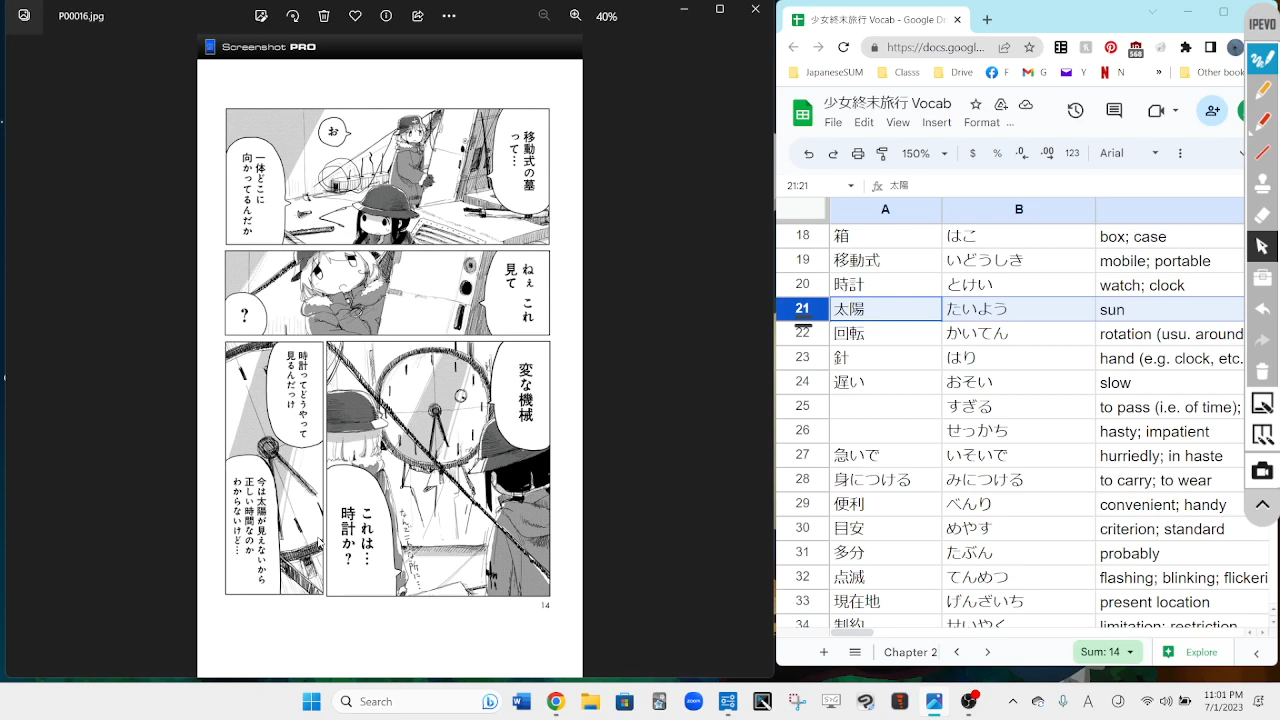 P00016.jpg
40%
Screenshot PRO
移動式の墓
って…
お
一体どこに
向かってるんだか
ねぇ これ
見て
?
変な機械
これは…
時計か?
時計ってどうやって
見るんだっけ
今は太陽が見えないから
正しい時間なのか
わからないけど…
14
少女終末旅行 Vocab - Google Dr
https://docs.googl...
JapaneseSUM
Classs
Drive
F
G
Y
N
»
Other book
少女終末旅行 Vocab
File Edit View Insert Format ...
150% $ % .0 .00 123 Arial
21:21 fx 太陽
A B
18 箱 はこ box; case
19 移動式 いどうしき mobile; portable
20 時計 とけい watch; clock
21 太陽 たいよう sun
22 回転 かいてん rotation (usu. around
23 針 はり hand (e.g. clock, etc.
24 遅い おそい slow
25 すぎる to pass (i.e. of time);
26 せっかち hasty; impatient
27 急いで いそいで hurriedly; in haste
28 身につける みにつける to carry; to wear
29 便利 べんり convenient; handy
30 目安 めやす criterion; standard
31 多分 たぶん probably
32 点滅 てんめつ flashing; blinking; flickeri
33 現在地 げんざいち present location
34 制約 せいやく limitation; restriction
Chapter 2
Sum: 14
Explore
IPEVO
Search
zoom
A
11:01 PM
7/1/2023